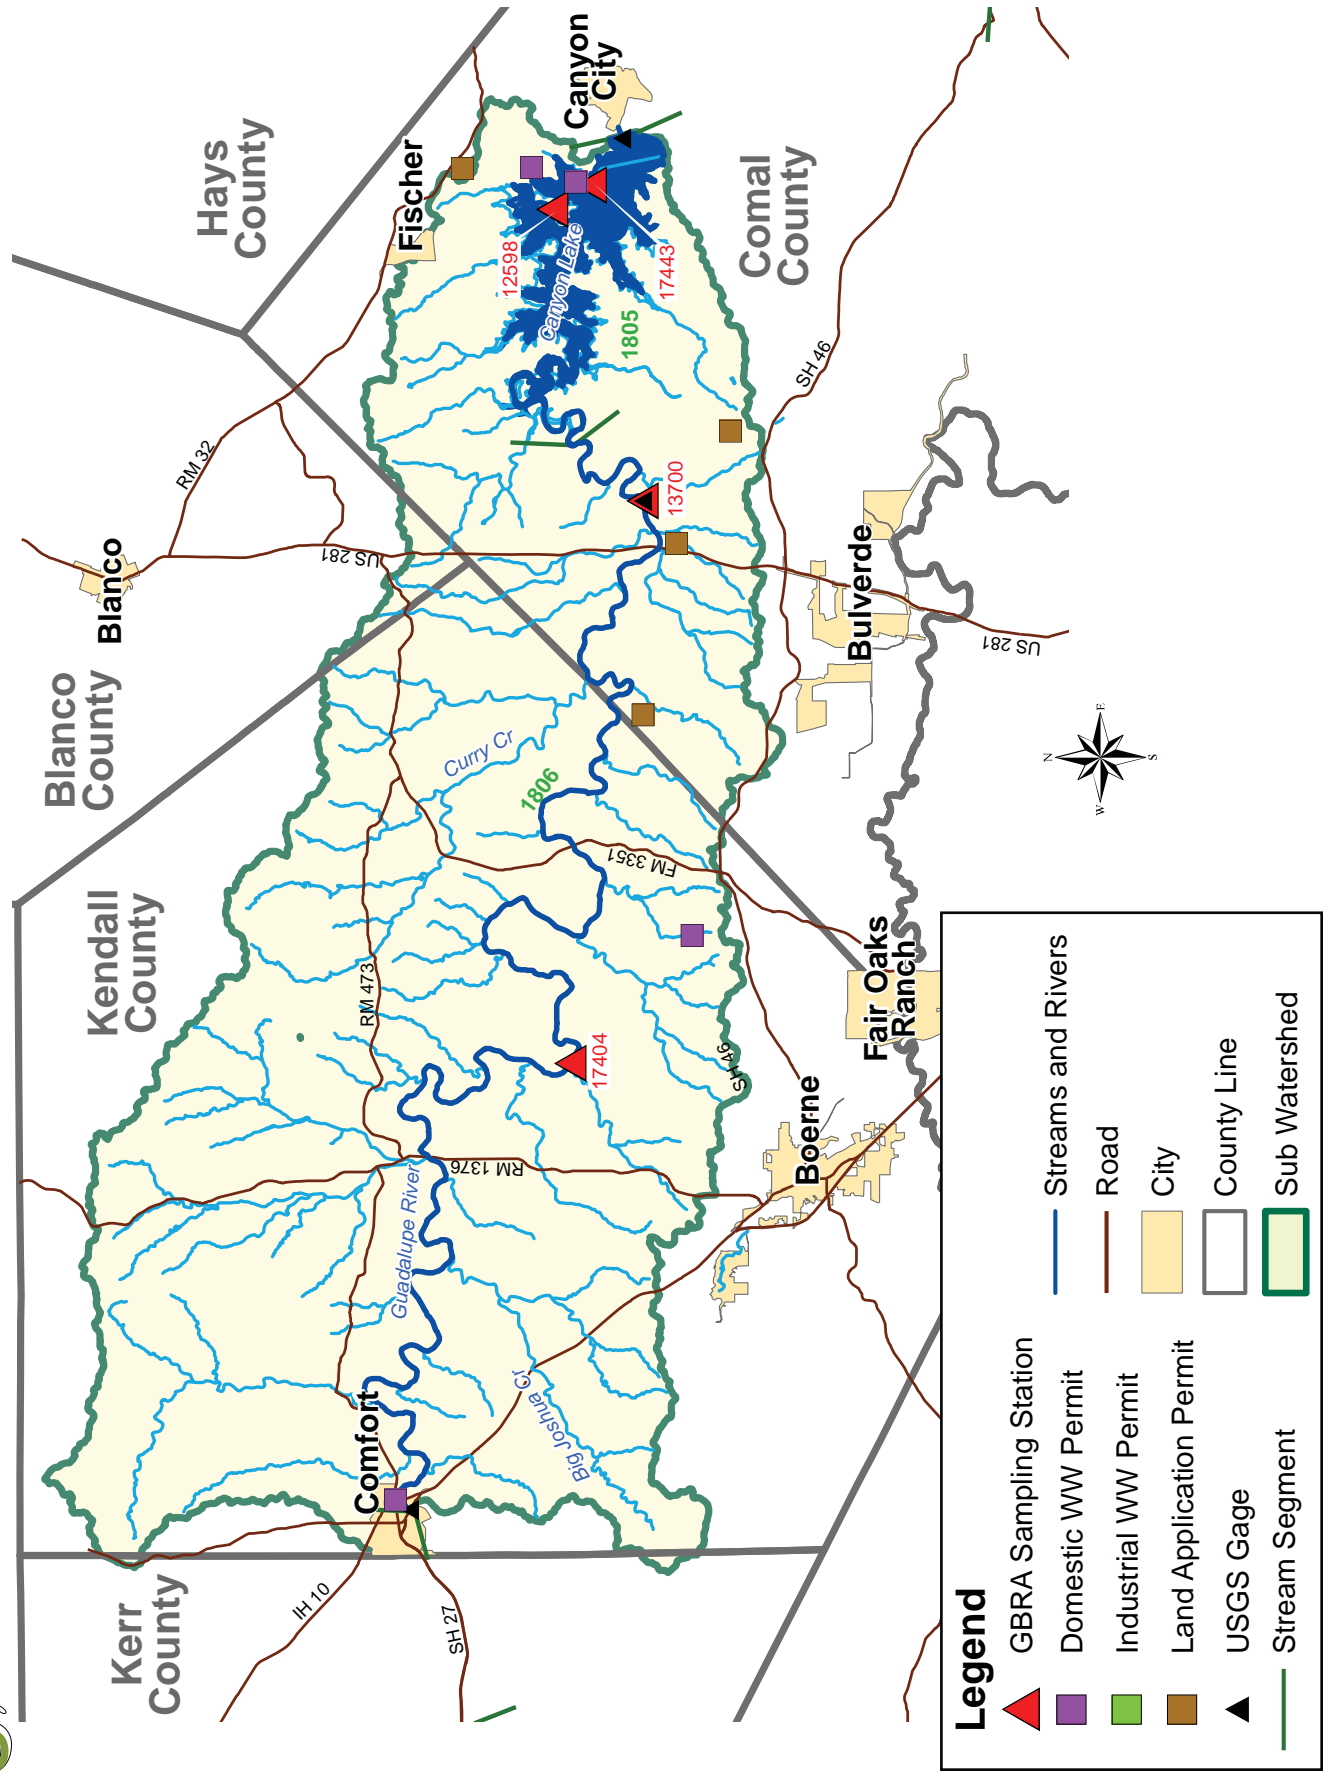 Hays
County
Blanco
County
Kendall
County
Kerr
County
Comal
County
Canyon
City
Fischer
Blanco
Bulverde
Fair Oaks
Ranch
Boerne
Comfort
RM 32
US 281
RM 473
FM 3351
RM 1376
IH 10
SH 27
SH 46
SH 46
US 281
12598
17443
13700
17404
1805
1806
Canyon Lake
Curry Cr
Guadalupe River
Big Joshua Cr
N
E
S
W
Legend
GBRA Sampling Station
Domestic WW Permit
Industrial WW Permit
Land Application Permit
USGS Gage
Stream Segment
Streams and Rivers
Road
City
County Line
Sub Watershed